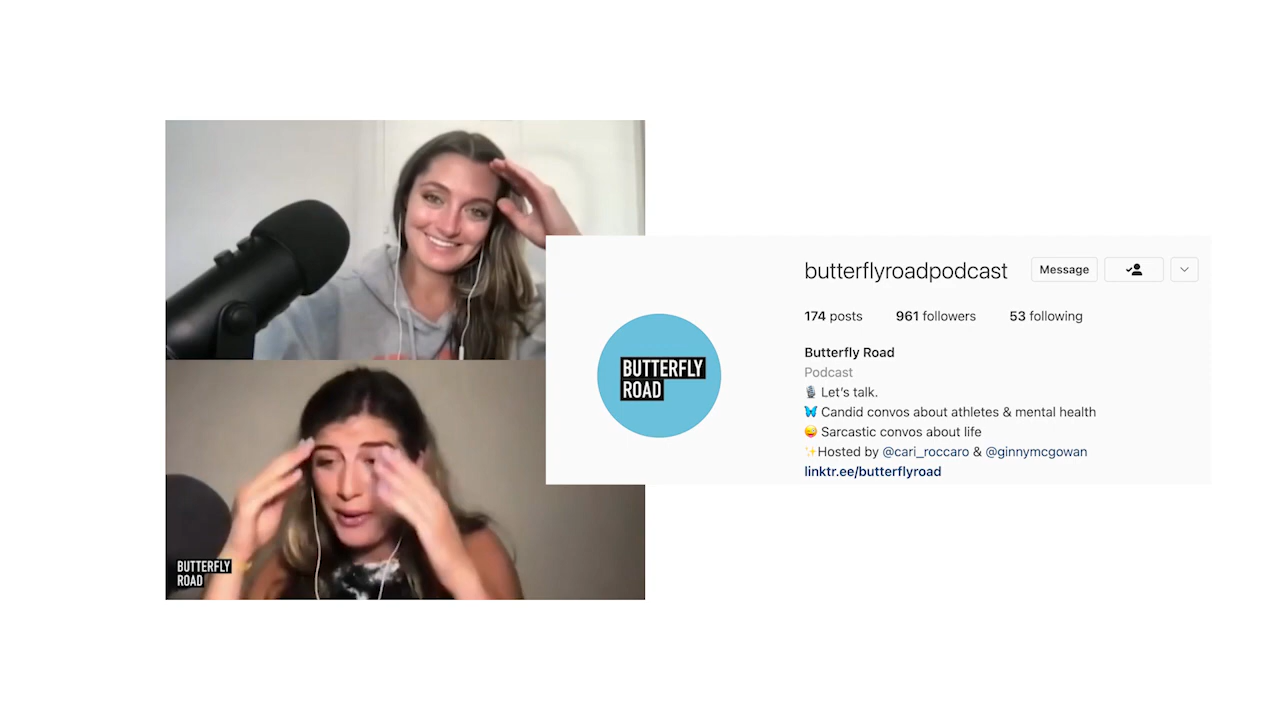 BUTTERFLY
ROAD
butterflyroadpodcast
Message
174 posts 961 followers 53 following
BUTTERFLY
ROAD
Butterfly Road
Podcast
🎙️ Let's talk.
🦋 Candid convos about athletes & mental health
😜 Sarcastic convos about life
✨Hosted by @cari_roccaro & @ginnymcgowan
linktr.ee/butterflyroad